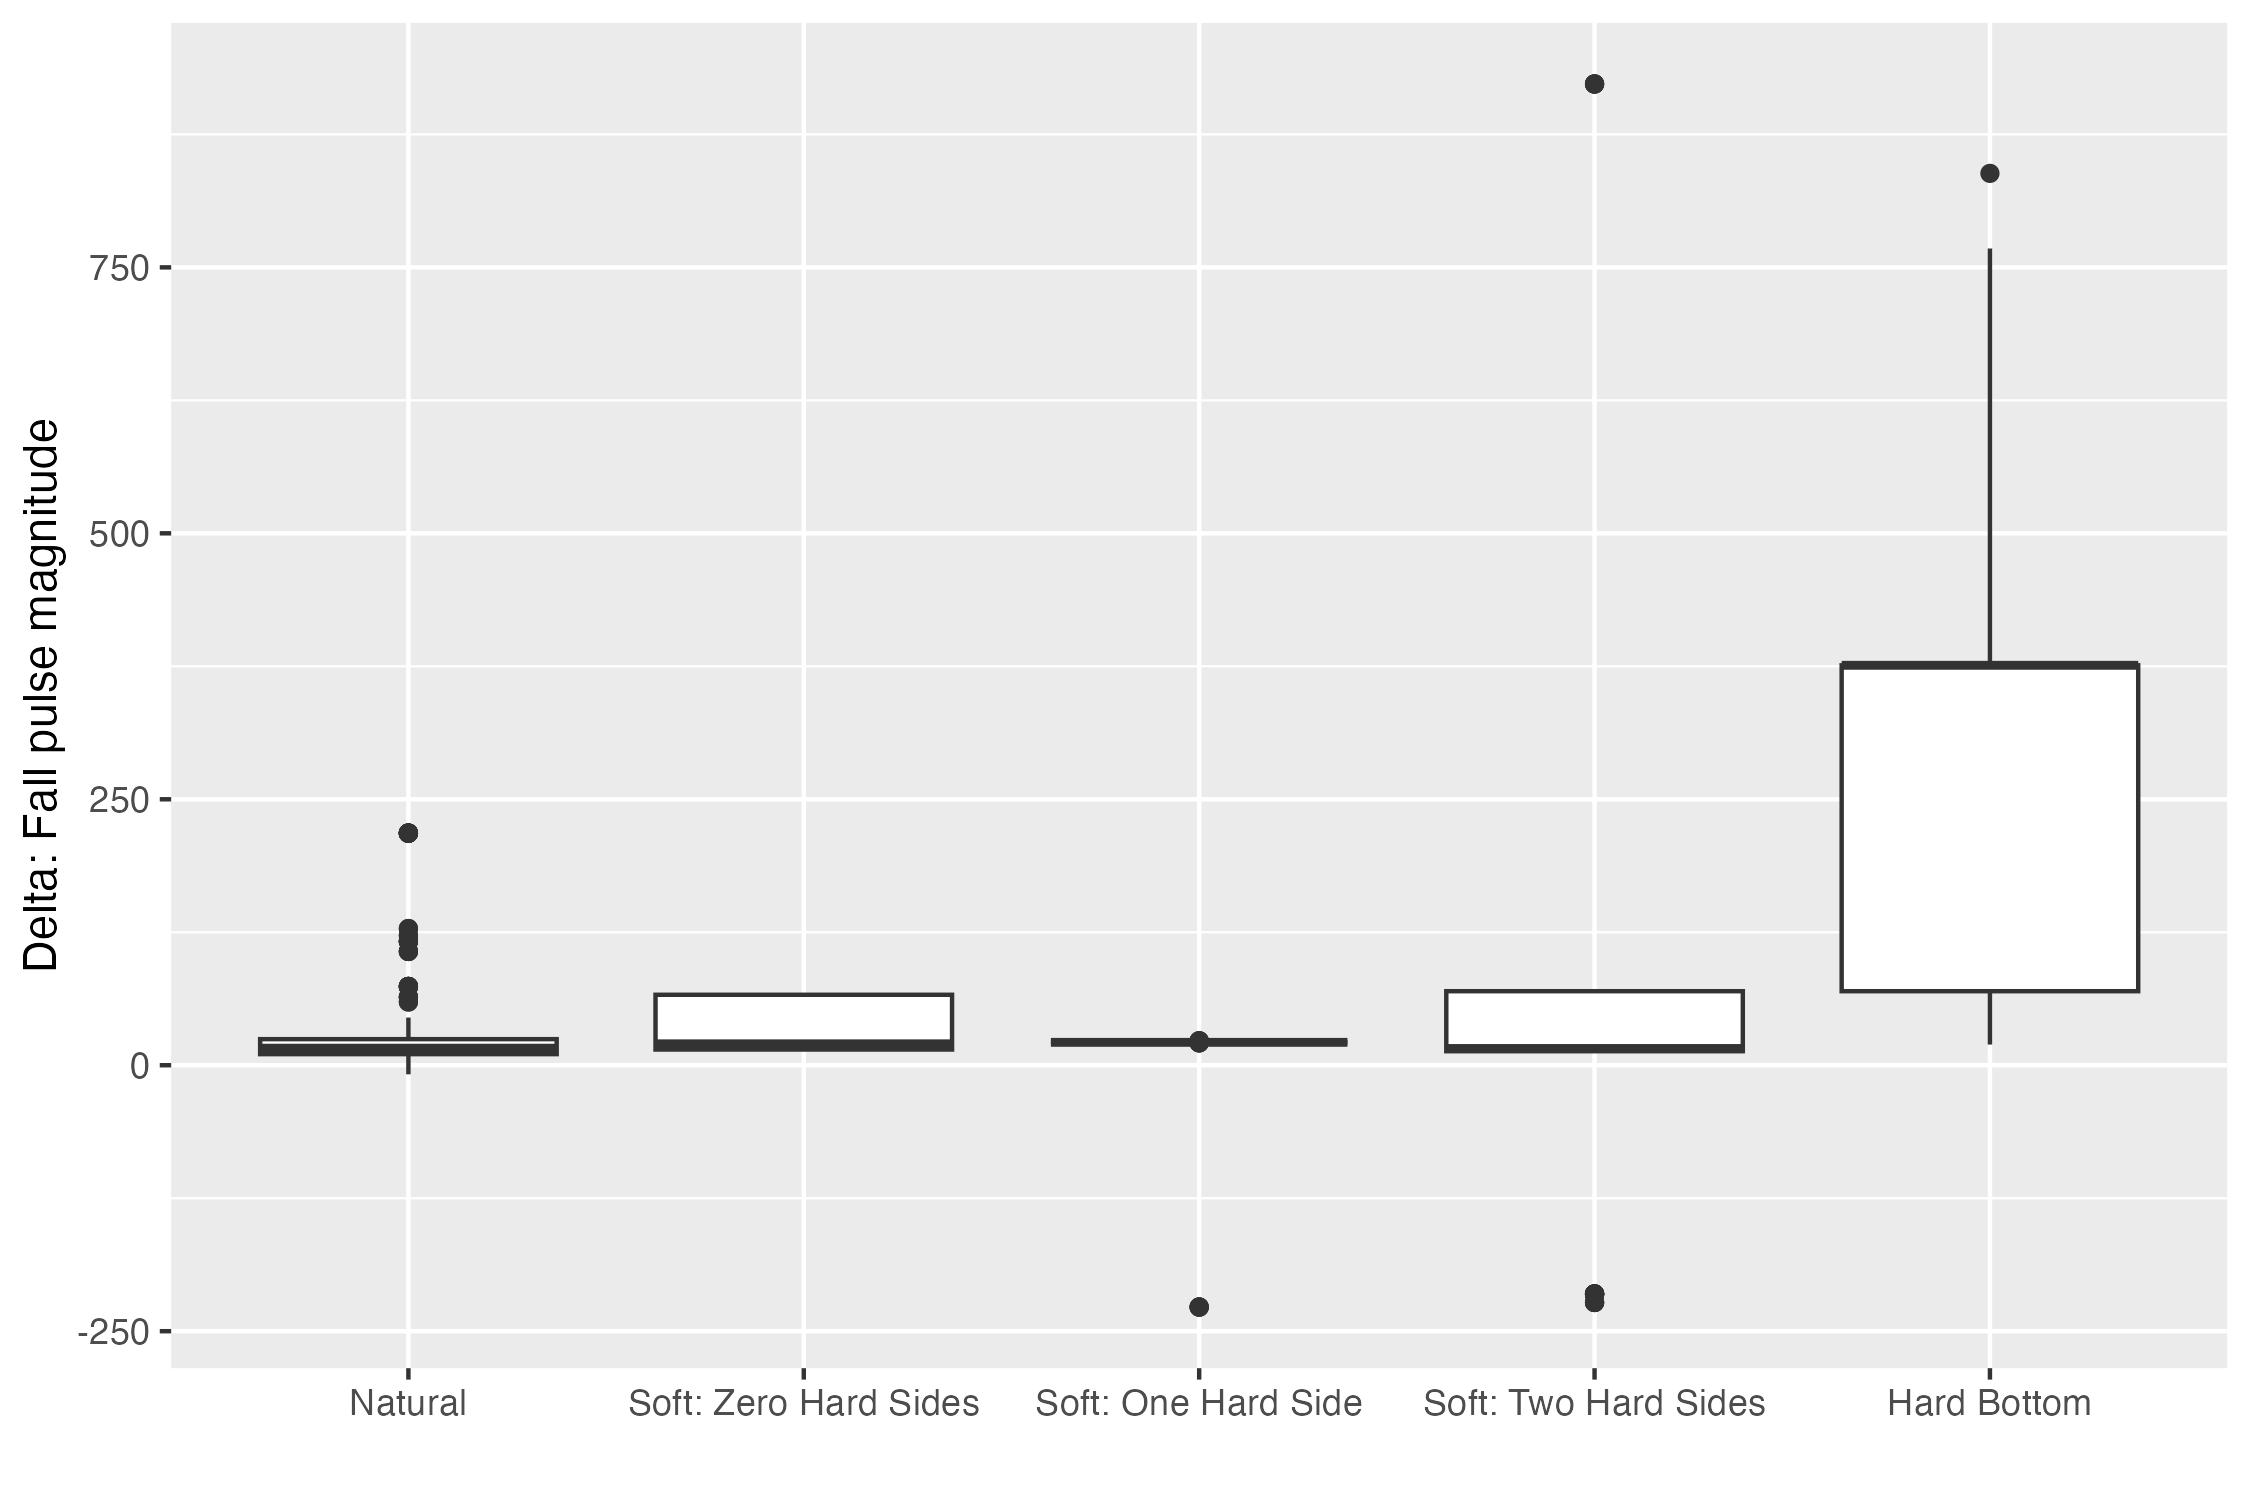 Delta: Fall pulse magnitude
750
500
250
0
-250
Natural
Soft: Zero Hard Sides
Soft: One Hard Side
Soft: Two Hard Sides
Hard Bottom